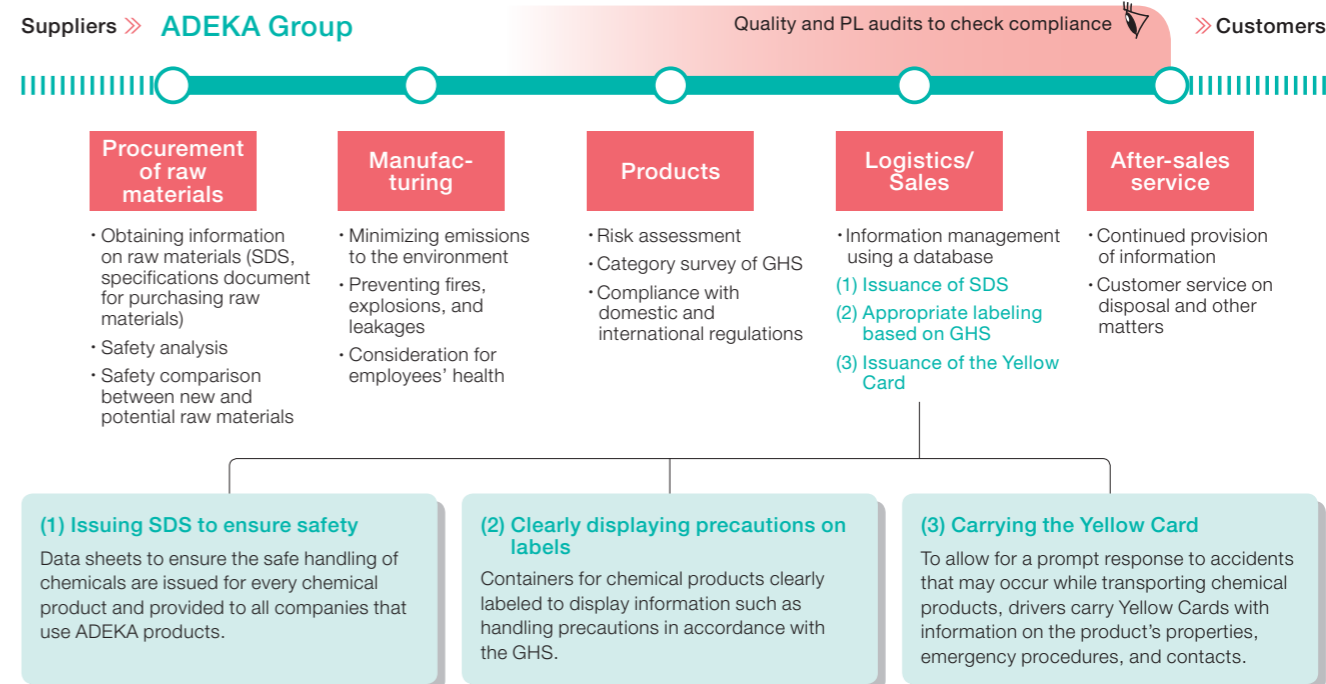 Suppliers » ADEKA Group
Quality and PL audits to check compliance
» Customers
Procurement
of raw
materials
・Obtaining information
on raw materials (SDS,
specifications document
for purchasing raw
materials)
・Safety analysis
・Safety comparison
between new and
potential raw materials
Manufac-
turing
・Minimizing emissions
to the environment
・Preventing fires,
explosions, and
leakages
・Consideration for
employees’ health
Products
・Risk assessment
・Category survey of GHS
・Compliance with
domestic and
international regulations
Logistics/
Sales
・Information management
using a database
(1) Issuance of SDS
(2) Appropriate labeling
based on GHS
(3) Issuance of the Yellow
Card
After-sales
service
・Continued provision
of information
・Customer service on
disposal and other
matters
(1) Issuing SDS to ensure safety
Data sheets to ensure the safe handling of
chemicals are issued for every chemical
product and provided to all companies that
use ADEKA products.
(2) Clearly displaying precautions on
labels
Containers for chemical products clearly
labeled to display information such as
handling precautions in accordance with
the GHS.
(3) Carrying the Yellow Card
To allow for a prompt response to accidents
that may occur while transporting chemical
products, drivers carry Yellow Cards with
information on the product’s properties,
emergency procedures, and contacts.